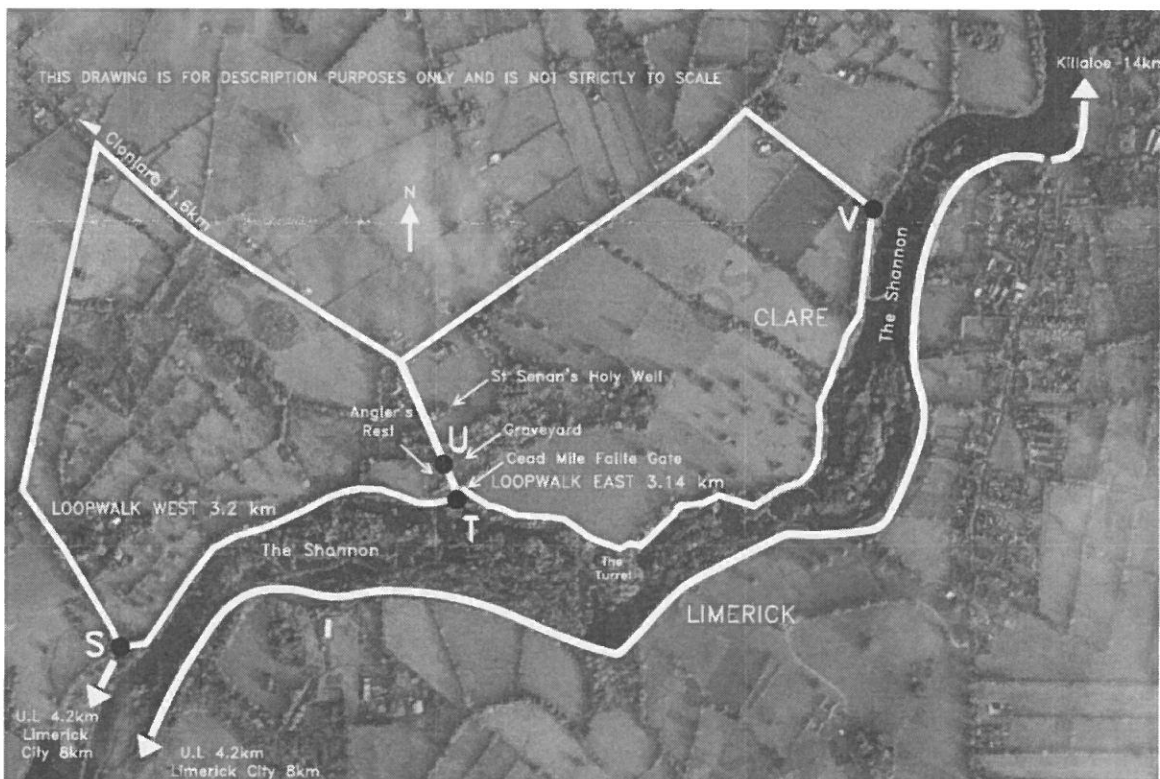 THIS DRAWING IS FOR DESCRIPTION PURPOSES ONLY AND IS NOT STRICTLY TO SCALE
Killaloe 14km
Clonlara 1.6km
N
V
The Shannon
CLARE
St Senan's Holy Well
Angler's
Rest
U
Graveyard
Cead Mile Failte Gate
LOOPWALK EAST 3.14 km
LOOPWALK WEST 3.2 km
T
The Shannon
The
Turret
LIMERICK
S
U.L 4.2km
Limerick
City 8km
U.L 4.2km
Limerick City 8km